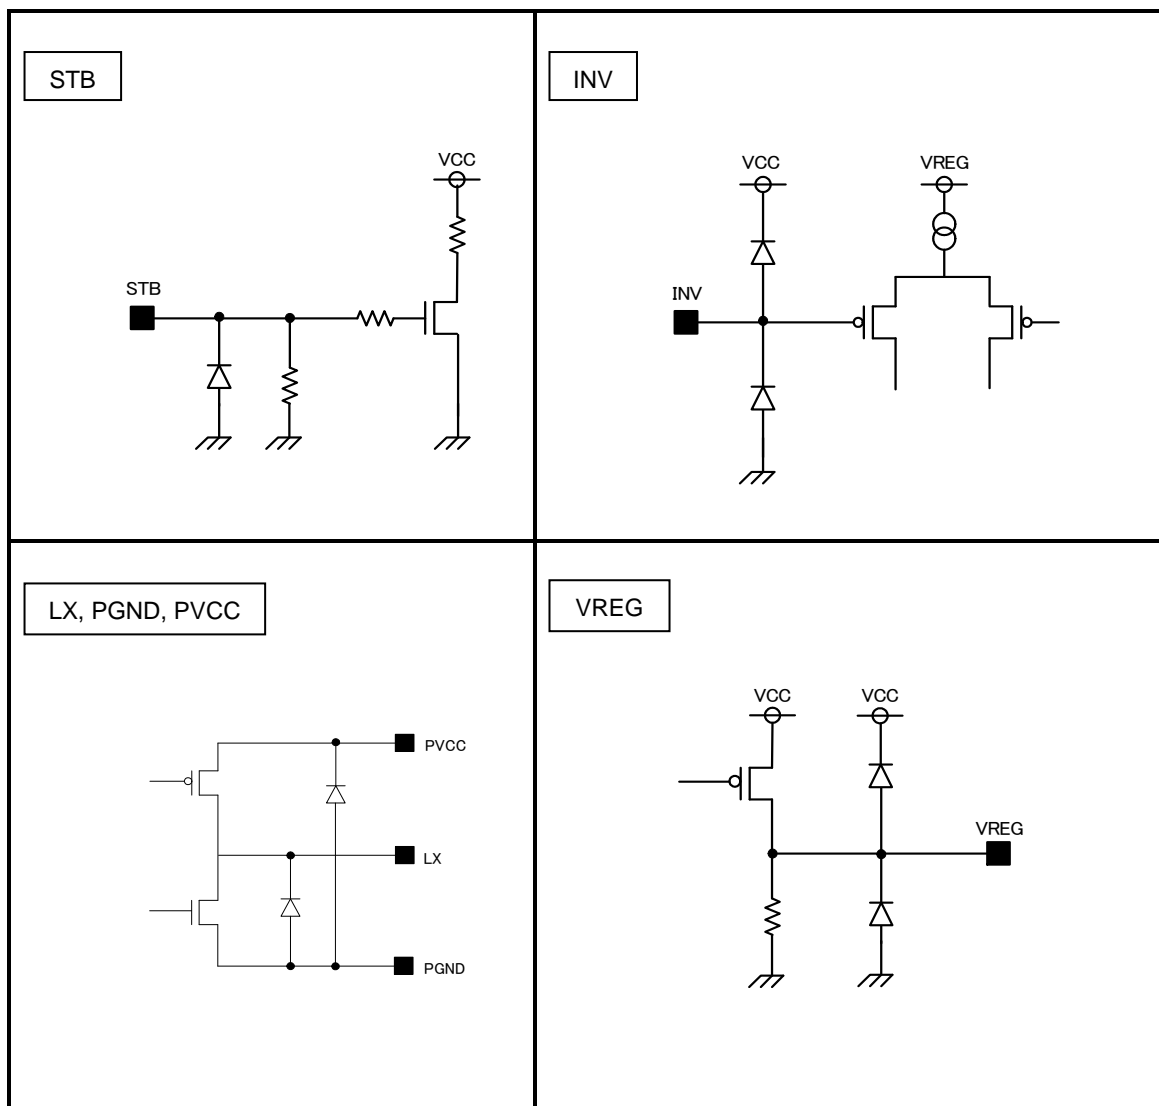 STB
VCC
STB
INV
VCC
VREG
INV
LX, PGND, PVCC
PVCC
LX
PGND
VREG
VCC
VCC
VREG